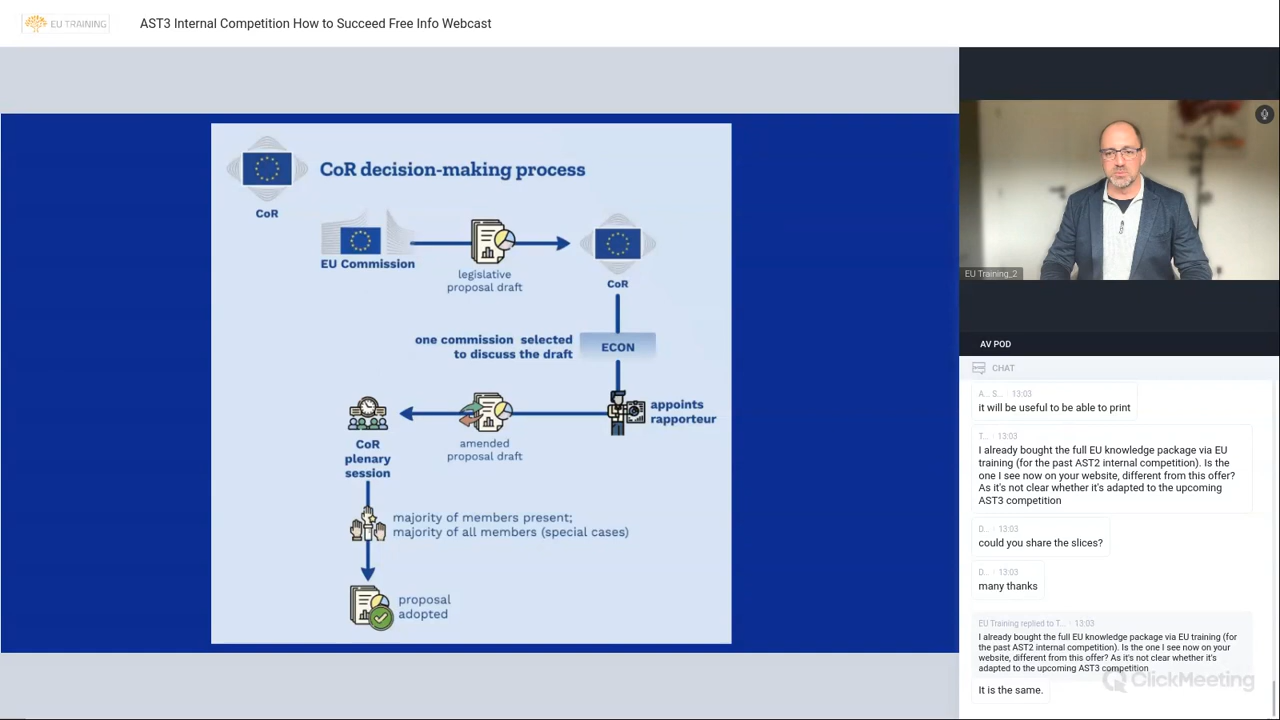 EU TRAINING
AST3 Internal Competition How to Succeed Free Info Webcast
CoR
CoR decision-making process
EU Commission
legislative
proposal draft
CoR
one commission selected
to discuss the draft
ECON
appoints
rapporteur
amended
proposal draft
CoR
plenary
session
majority of members present;
majority of all members (special cases)
proposal
adopted
EU Training_2
AV POD
CHAT
A... S... · 13:03
it will be useful to be able to print
T... · 13:03
I already bought the full EU knowledge package via EU
training (for the past AST2 internal competition). Is the
one I see now on your website, different from this offer?
As it's not clear whether it's adapted to the upcoming
AST3 competition
D... · 13:03
could you share the slices?
D... · 13:03
many thanks
EU Training replied to T... · 13:03
I already bought the full EU knowledge package via EU training (for
the past AST2 internal competition). Is the one I see now on your
website, different from this offer? As it's not clear whether it's
adapted to the upcoming AST3 competition
It is the same.
ClickMeeting